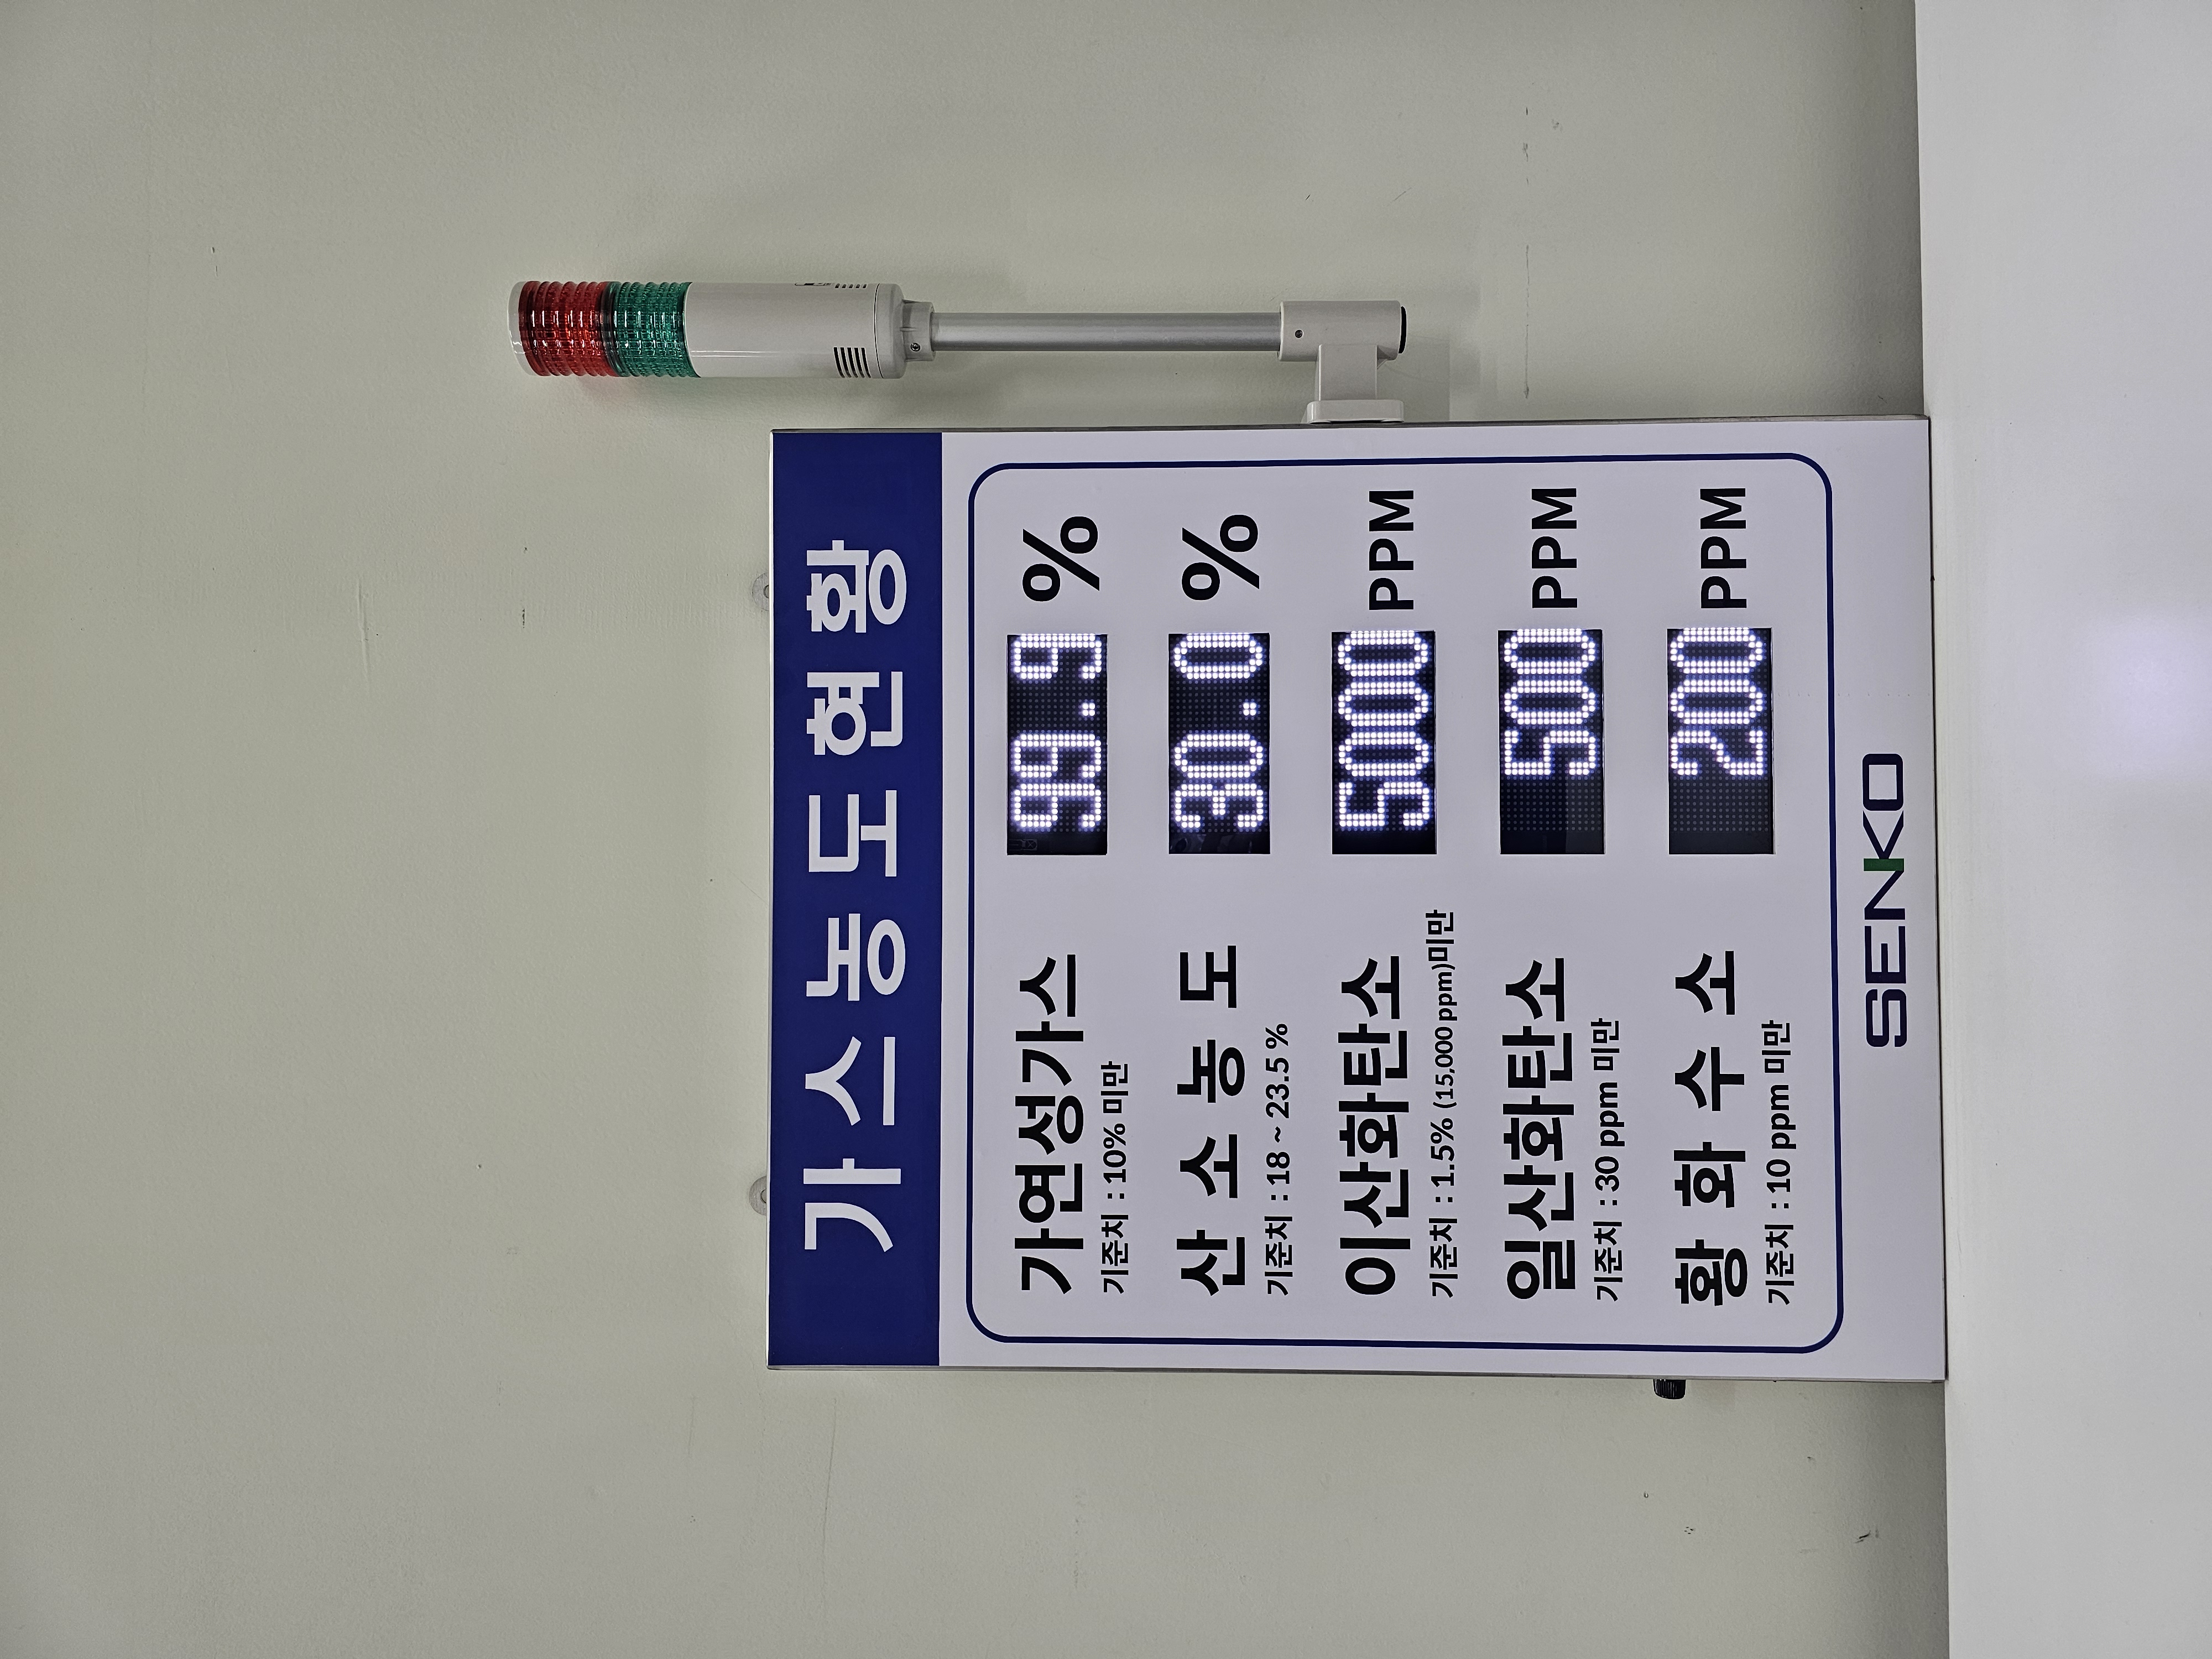 가스농도현황
가연성가스 99.9 %
기준치 : 10% 미만
산소농도 30.0 %
기준치 : 18 ~ 23.5 %
이산화탄소 5000 PPM
기준치 : 1.5% (15,000 ppm)미만
일산화탄소 500 PPM
기준치 : 30 ppm 미만
황화수소 200 PPM
기준치 : 10 ppm 미만
SENKO